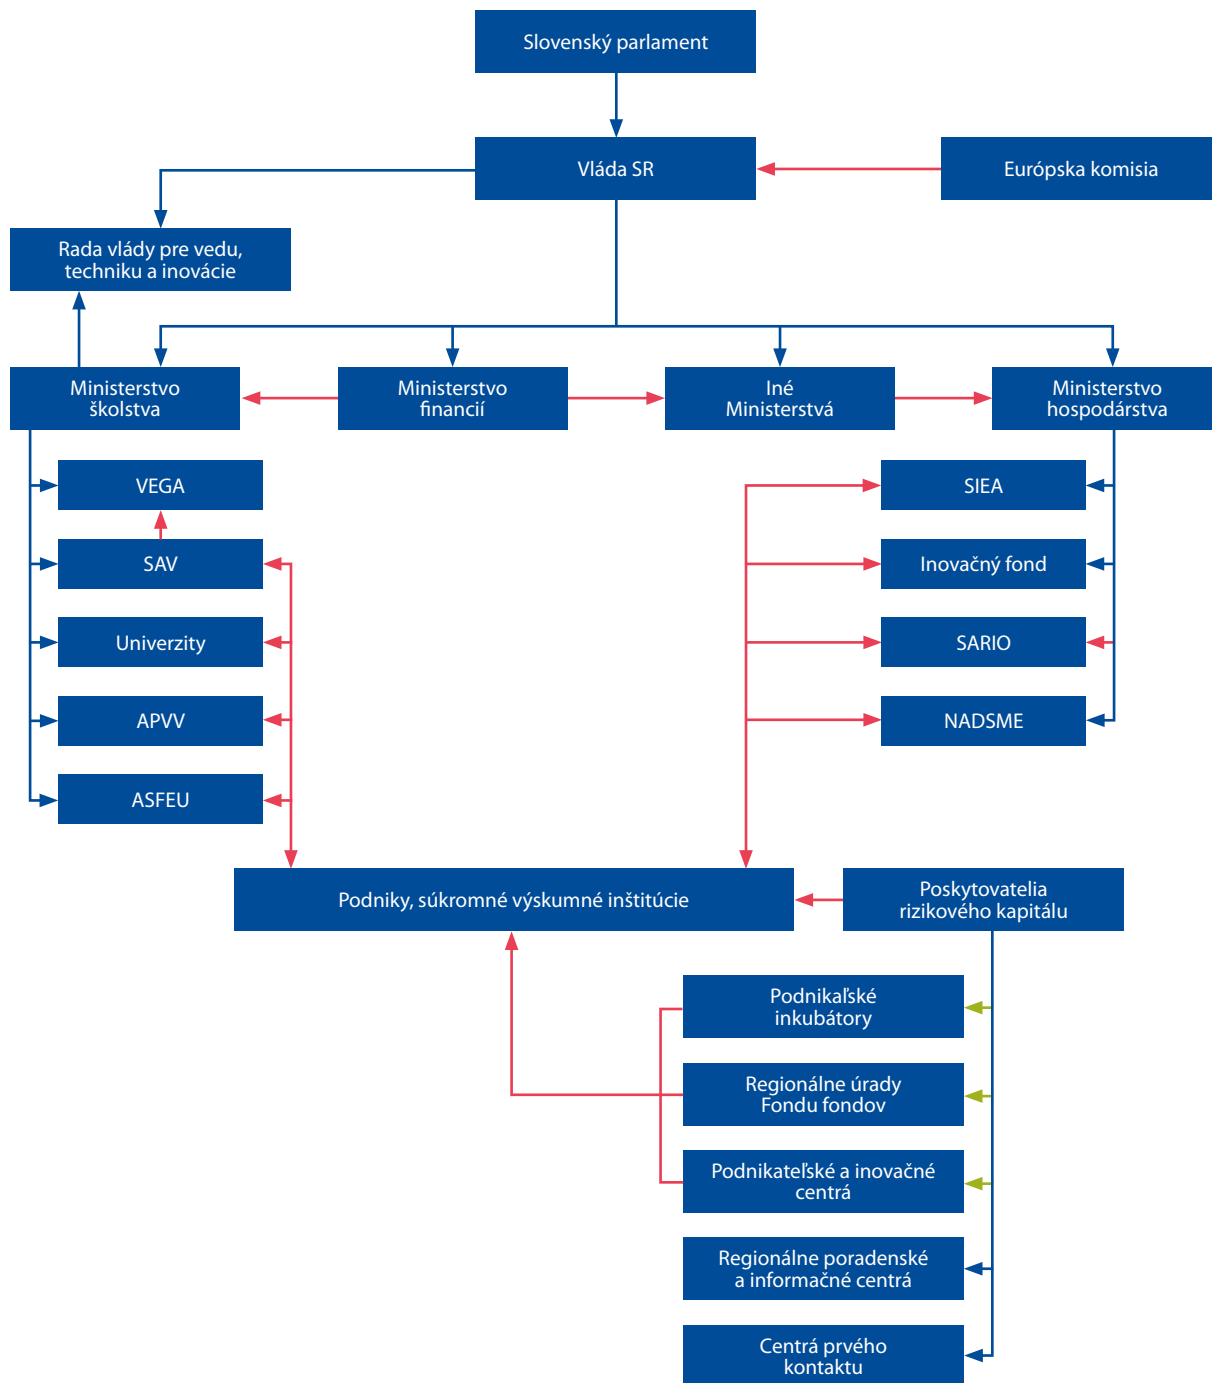 Slovenský parlament
Vláda SR
Európska komisia
Rada vlády pre vedu,
techniku a inovácie
Ministerstvo
školstva
Ministerstvo
financií
Iné
Ministerstvá
Ministerstvo
hospodárstva
VEGA
SAV
Univerzity
APVV
ASFEU
SIEA
Inovačný fond
SARIO
NADSME
Podniky, súkromné výskumné inštitúcie
Poskytovatelia
rizikového kapitálu
Podnikaľské
inkubátory
Regionálne úrady
Fondu fondov
Podnikateľské a inovačné
centrá
Regionálne poradenské
a informačné centrá
Centrá prvého
kontaktu